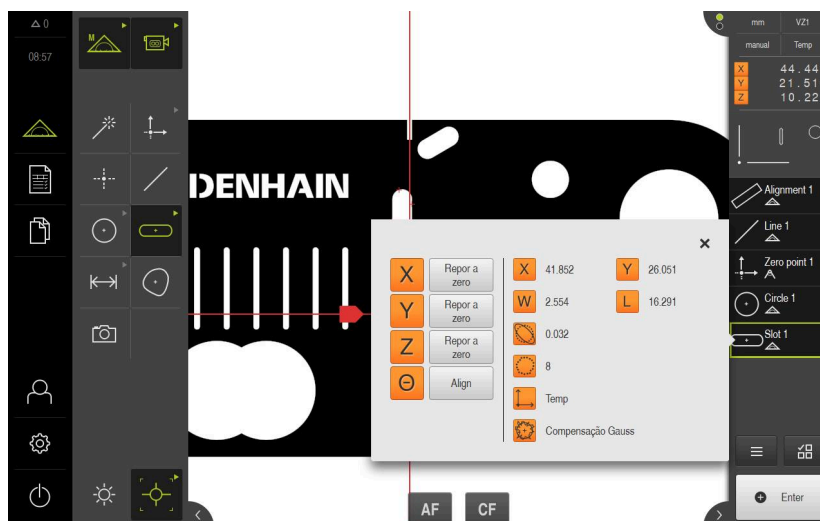 0
08:57
M
DENHAIN
mm VZ1
manual Temp
X 44.44
Y 21.51
Z 10.22
Alignment 1
Line 1
Zero point 1
Circle 1
Slot 1
X Repor a
zero
Y Repor a
zero
Z Repor a
zero
Θ Align
X 41.852 Y 26.051
W 2.554 L 16.291
0.032
8
Temp
Compensação Gauss
AF CF
Enter